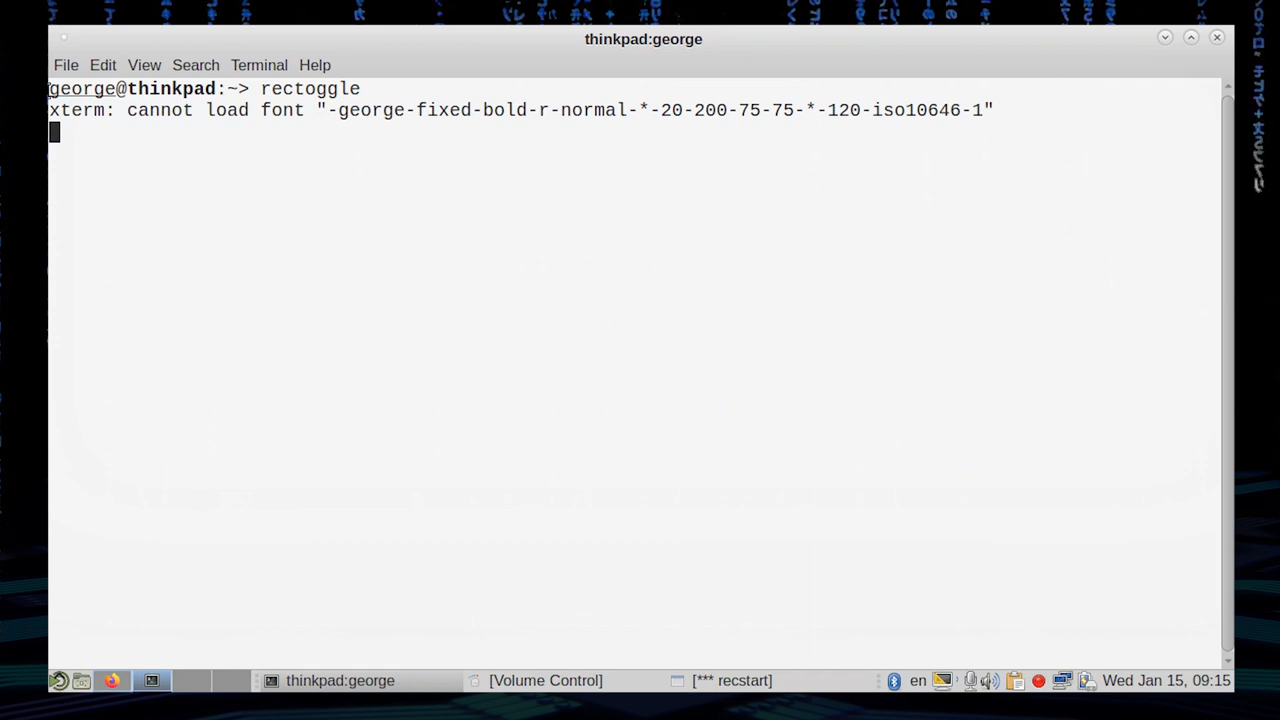 thinkpad:george
File Edit View Search Terminal Help
george@thinkpad:~> rectoggle
xterm: cannot load font "-george-fixed-bold-r-normal-*-20-200-75-75-*-120-iso10646-1"
thinkpad:george [Volume Control] [*** recstart] en Wed Jan 15, 09:15